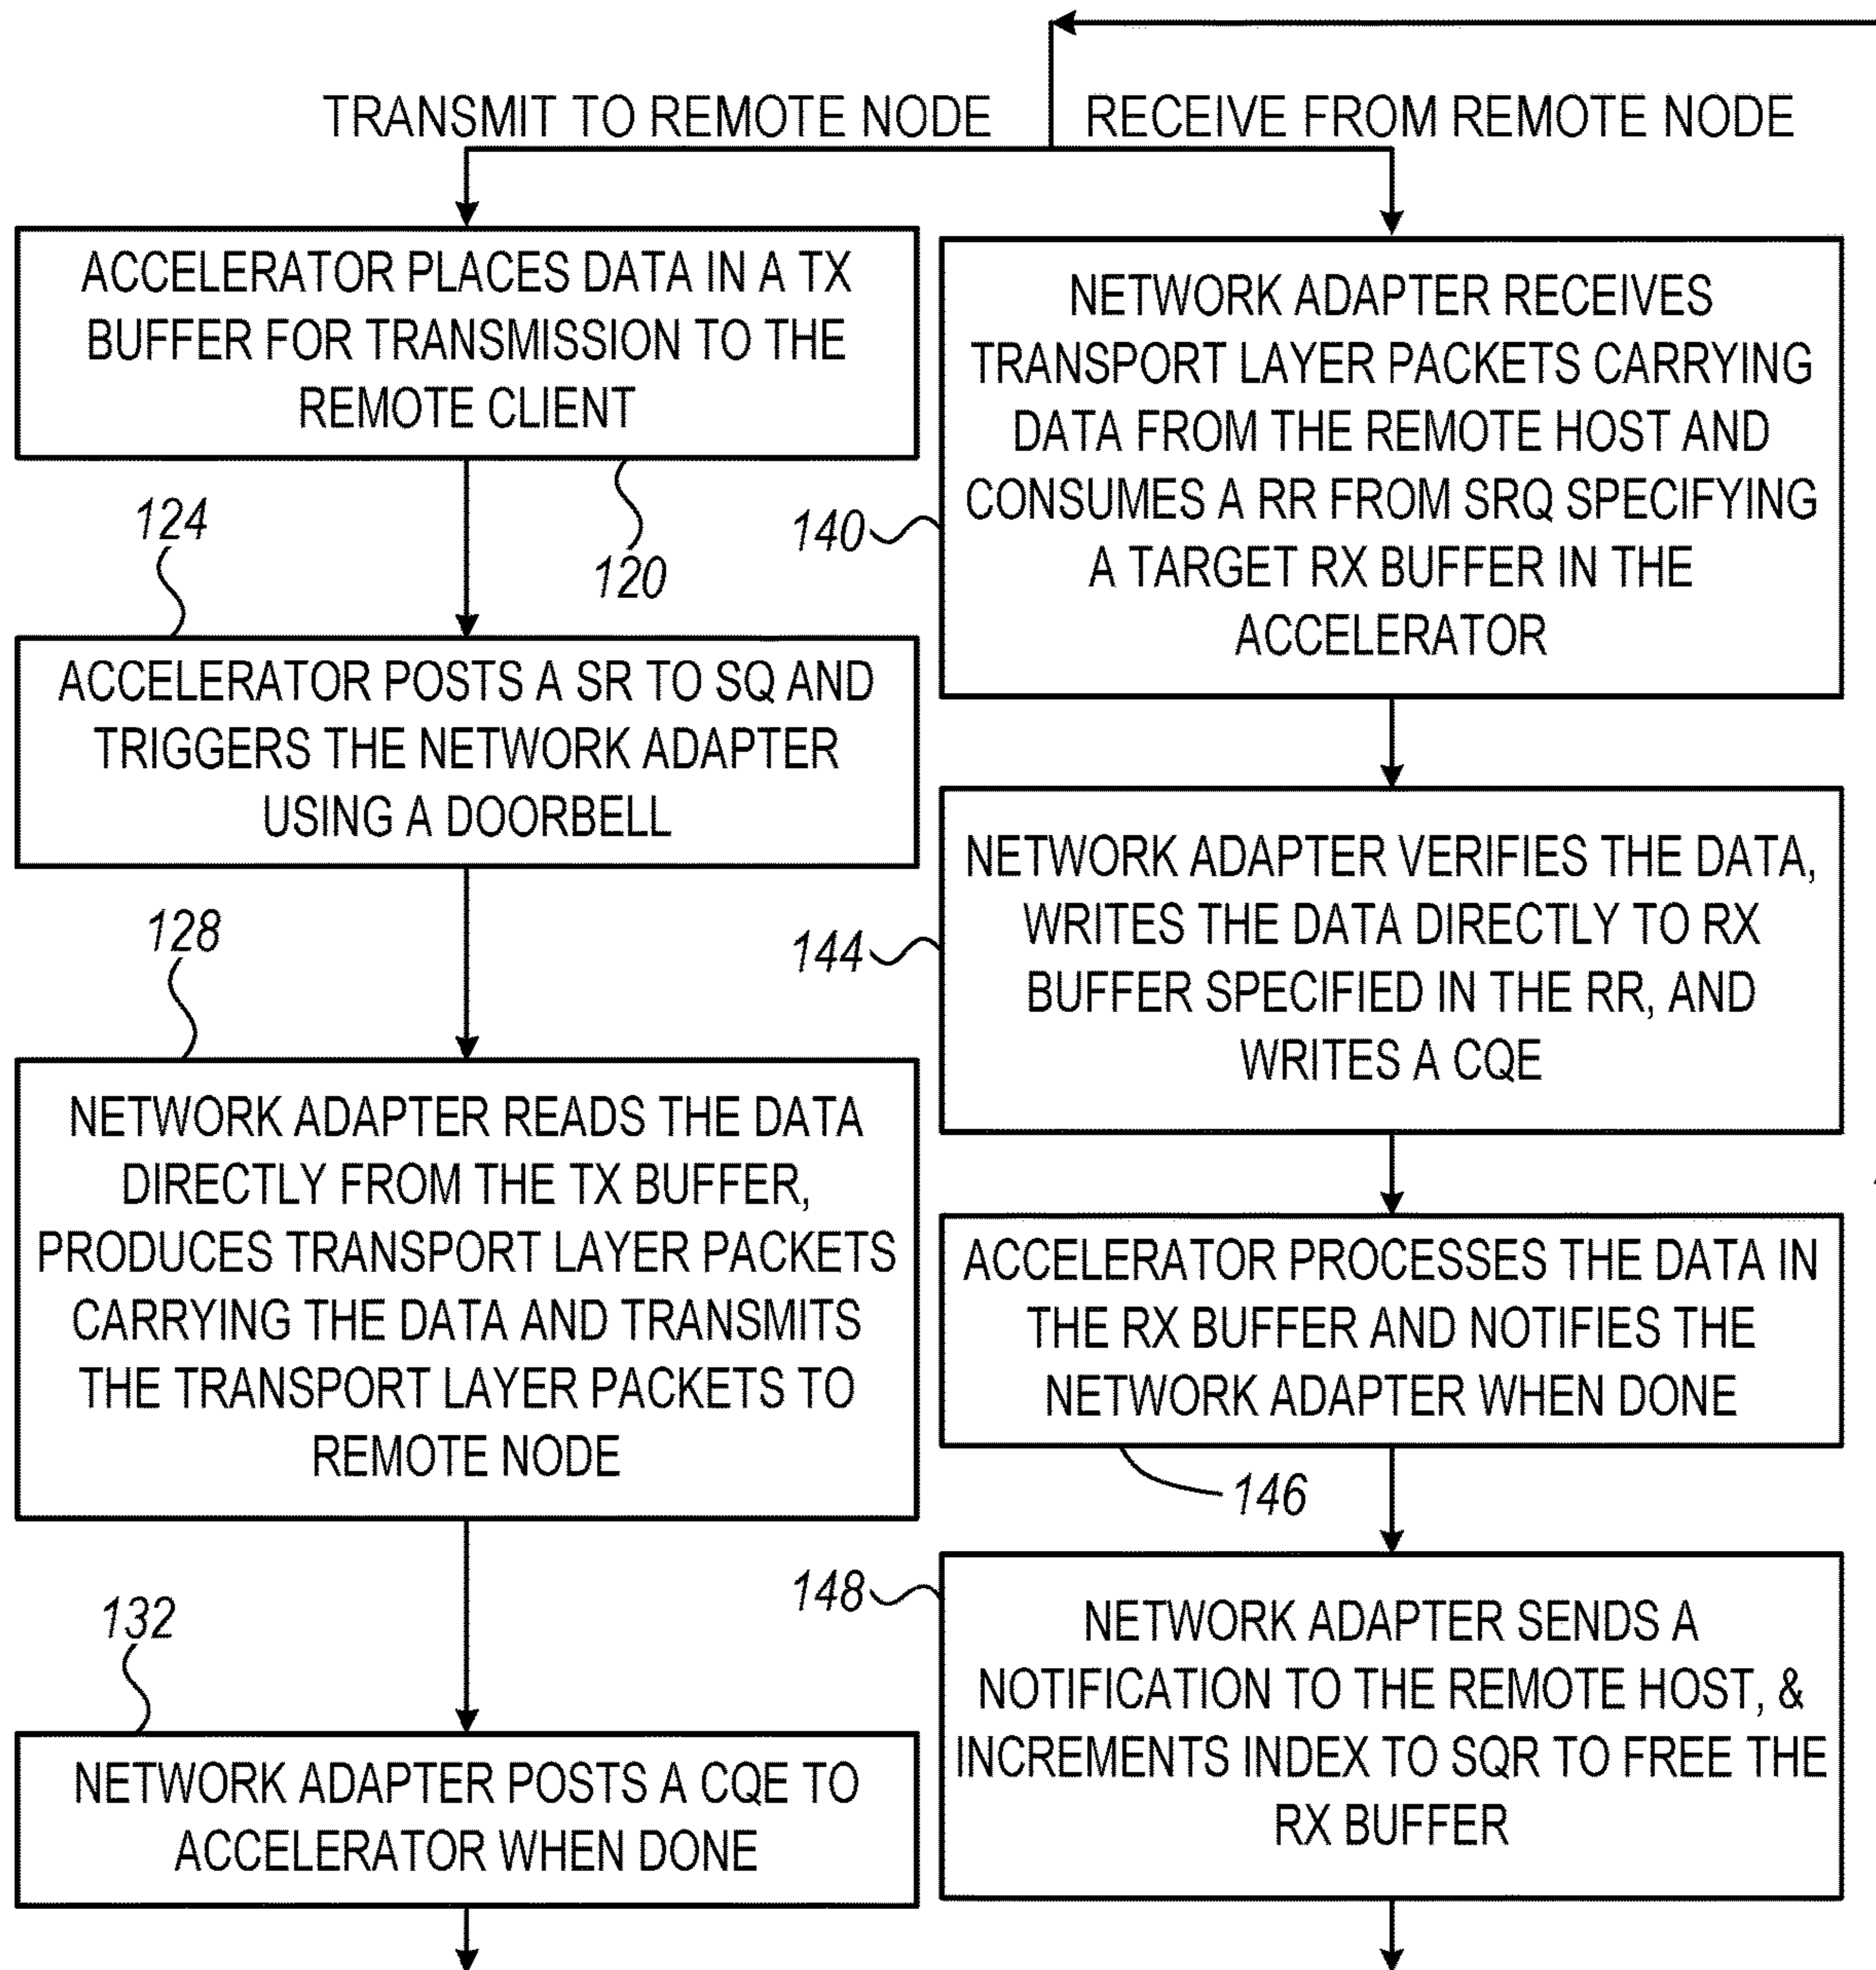 TRANSMIT TO REMOTE NODE
RECEIVE FROM REMOTE NODE
ACCELERATOR PLACES DATA IN A TX
BUFFER FOR TRANSMISSION TO THE
REMOTE CLIENT
120
124
ACCELERATOR POSTS A SR TO SQ AND
TRIGGERS THE NETWORK ADAPTER
USING A DOORBELL
128
NETWORK ADAPTER READS THE DATA
DIRECTLY FROM THE TX BUFFER,
PRODUCES TRANSPORT LAYER PACKETS
CARRYING THE DATA AND TRANSMITS
THE TRANSPORT LAYER PACKETS TO
REMOTE NODE
132
NETWORK ADAPTER POSTS A CQE TO
ACCELERATOR WHEN DONE
NETWORK ADAPTER RECEIVES
TRANSPORT LAYER PACKETS CARRYING
DATA FROM THE REMOTE HOST AND
CONSUMES A RR FROM SRQ SPECIFYING
A TARGET RX BUFFER IN THE
ACCELERATOR
140
NETWORK ADAPTER VERIFIES THE DATA,
WRITES THE DATA DIRECTLY TO RX
BUFFER SPECIFIED IN THE RR, AND
WRITES A CQE
144
ACCELERATOR PROCESSES THE DATA IN
THE RX BUFFER AND NOTIFIES THE
NETWORK ADAPTER WHEN DONE
146
148
NETWORK ADAPTER SENDS A
NOTIFICATION TO THE REMOTE HOST, &
INCREMENTS INDEX TO SQR TO FREE THE
RX BUFFER